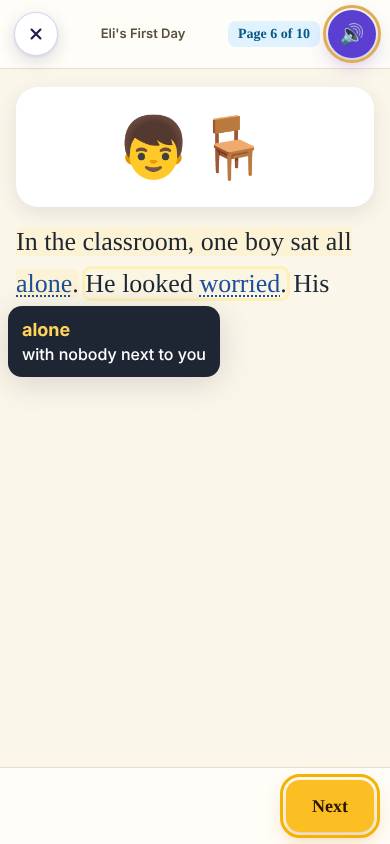 Eli's First Day
Page 6 of 10
In the classroom, one boy sat all
alone. He looked worried. His
alone
with nobody next to you
Next